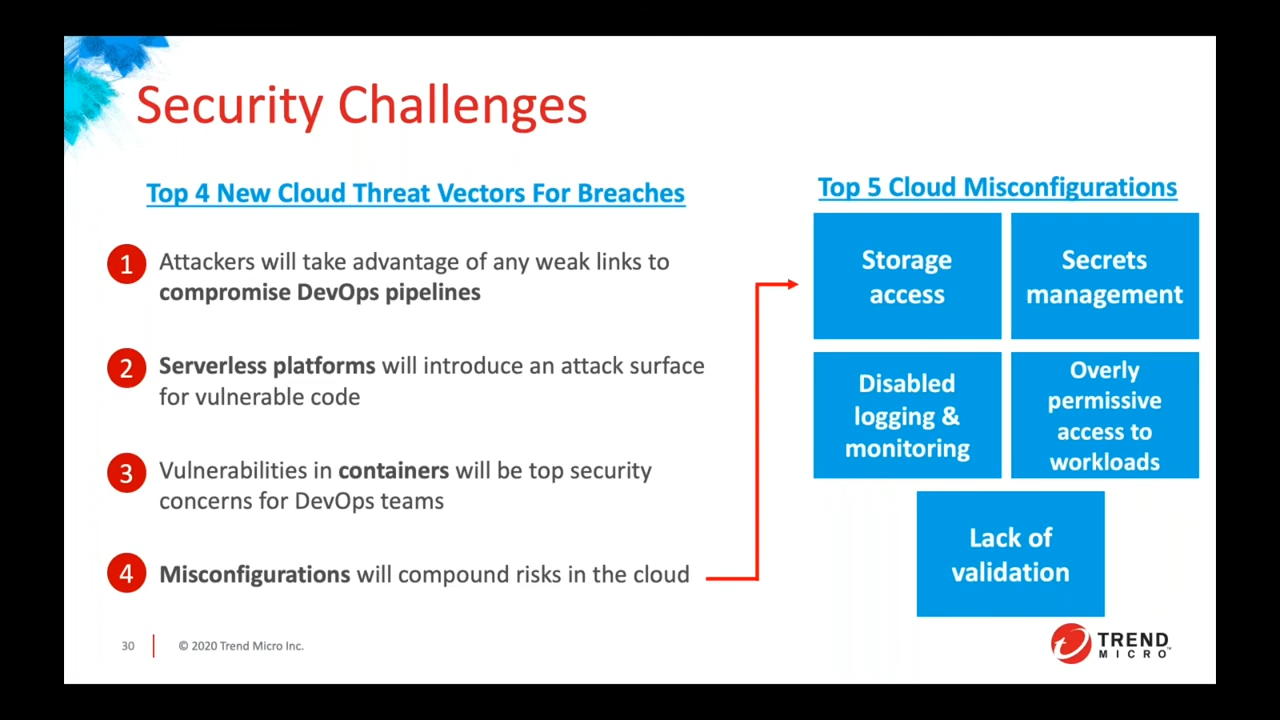 Security Challenges
Top 4 New Cloud Threat Vectors For Breaches
1
Attackers will take advantage of any weak links to
compromise DevOps pipelines
2
Serverless platforms will introduce an attack surface
for vulnerable code
3
Vulnerabilities in containers will be top security
concerns for DevOps teams
4
Misconfigurations will compound risks in the cloud
Top 5 Cloud Misconfigurations
Storage
access
Secrets
management
Disabled
logging &
monitoring
Overly
permissive
access to
workloads
Lack of
validation
30
© 2020 Trend Micro Inc.
TREND
MICRO™